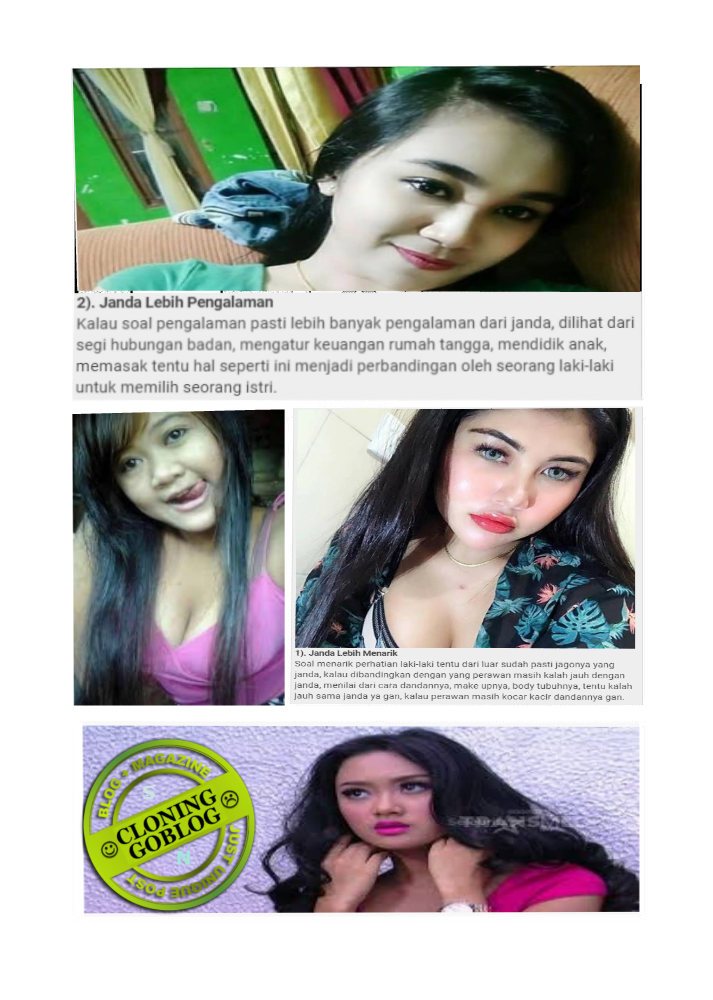 2). Janda Lebih Pengalaman
Kalau soal pengalaman pasti lebih banyak pengalaman dari janda, dilihat dari
segi hubungan badan, mengatur keuangan rumah tangga, mendidik anak,
memasak tentu hal seperti ini menjadi perbandingan oleh seorang laki-laki
untuk memilih seorang istri.
1). Janda Lebih Menarik
Soal menarik perhatian laki-laki tentu dari luar sudah pasti jagonya yang
janda, kalau dibandingkan dengan yang perawan masih kalah jauh dengan
janda, menilai dari cara dandannya, make upnya, body tubuhnya, tentu kalah
jauh sama janda ya gan, kalau perawan masih kocar kacir dandannya gan.
BLOG + MAGAZINE
S
CLONING
GOBLOG
N
JUST UNIQUE POST